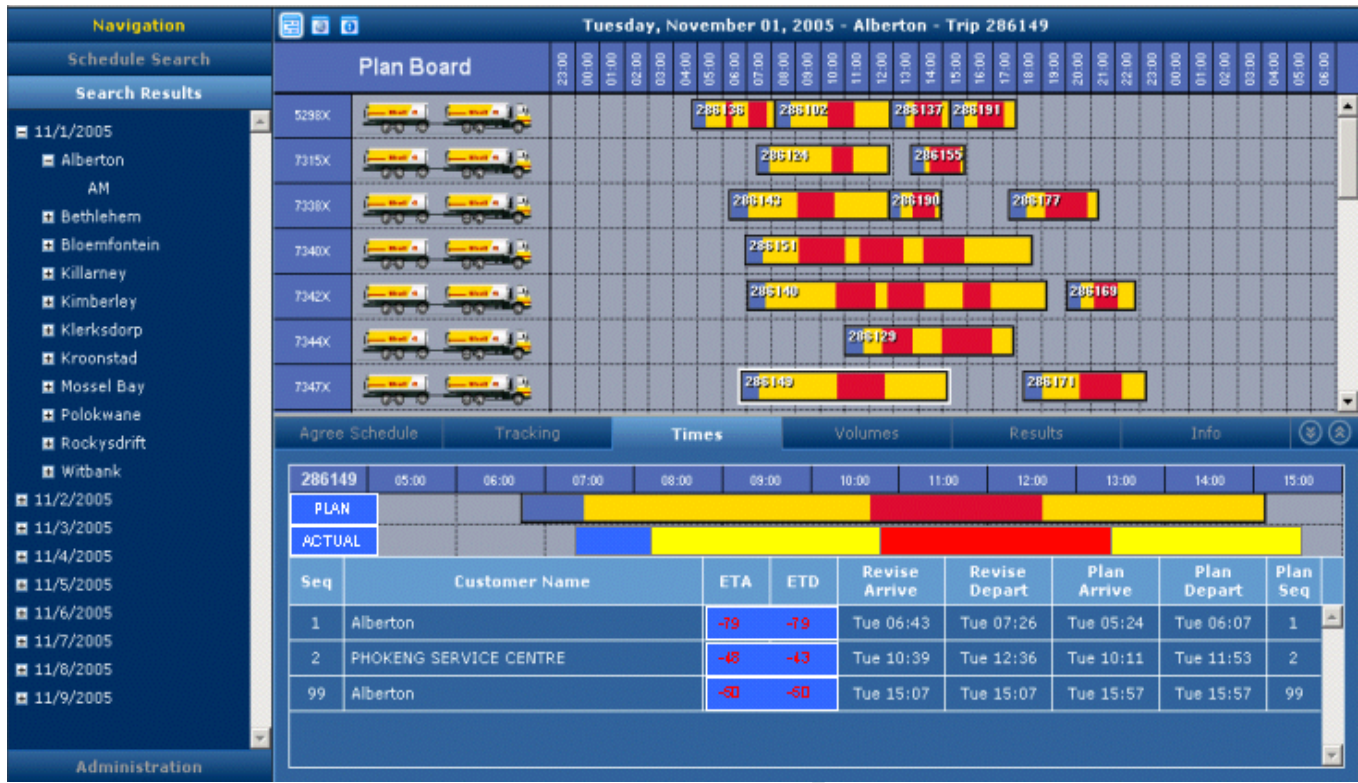 Navigation
Schedule Search
Search Results
11/1/2005
Alberton
AM
Bethlehem
Bloemfontein
Killarney
Kimberley
Klerksdorp
Kroonstad
Mossel Bay
Polokwane
Rockysdrift
Witbank
11/2/2005
11/3/2005
11/4/2005
11/5/2005
11/6/2005
11/7/2005
11/8/2005
11/9/2005
Administration
Tuesday, November 01, 2005 - Alberton - Trip 286149
Plan Board 23:00 00:00 01:00 02:00 03:00 04:00 05:00 06:00 07:00 08:00 09:00 10:00 11:00 12:00 13:00 14:00 15:00 16:00 17:00 18:00 19:00 20:00 21:00 22:00 23:00 00:00 01:00 02:00 03:00 04:00 05:00 06:00
5298X 286136 286102 286137 286191
7315X 286124 286155
7338X 286143 286190 286177
7340X 286151
7342X 286140 286169
7344X 286129
7347X 286149 286171
Agree Schedule Tracking Times Volumes Results Info
286149 05:00 06:00 07:00 08:00 09:00 10:00 11:00 12:00 13:00 14:00 15:00
PLAN
ACTUAL
Seq Customer Name ETA ETD Revise Arrive Revise Depart Plan Arrive Plan Depart Plan Seq
1 Alberton -79 -79 Tue 06:43 Tue 07:26 Tue 05:24 Tue 06:07 1
2 PHOKENG SERVICE CENTRE -48 -43 Tue 10:39 Tue 12:36 Tue 10:11 Tue 11:53 2
99 Alberton -50 -50 Tue 15:07 Tue 15:07 Tue 15:57 Tue 15:57 99